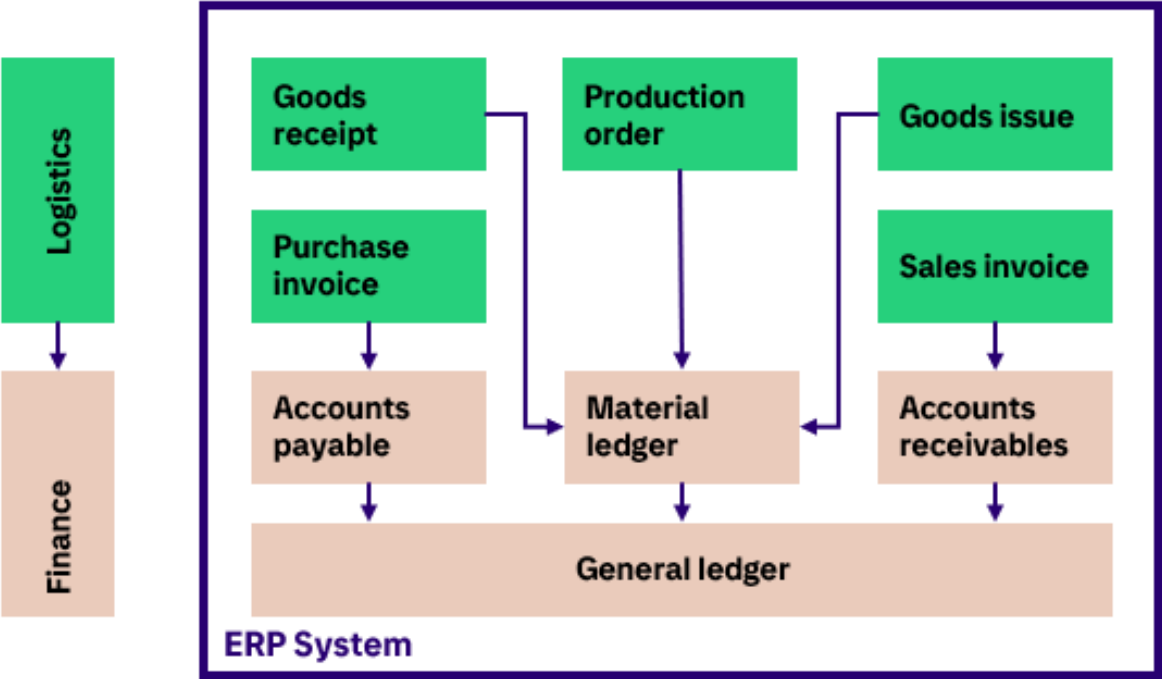 Logistics
Finance
Goods
receipt
Production
order
Goods issue
Purchase
invoice
Sales invoice
Accounts
payable
Material
ledger
Accounts
receivables
General ledger
ERP System